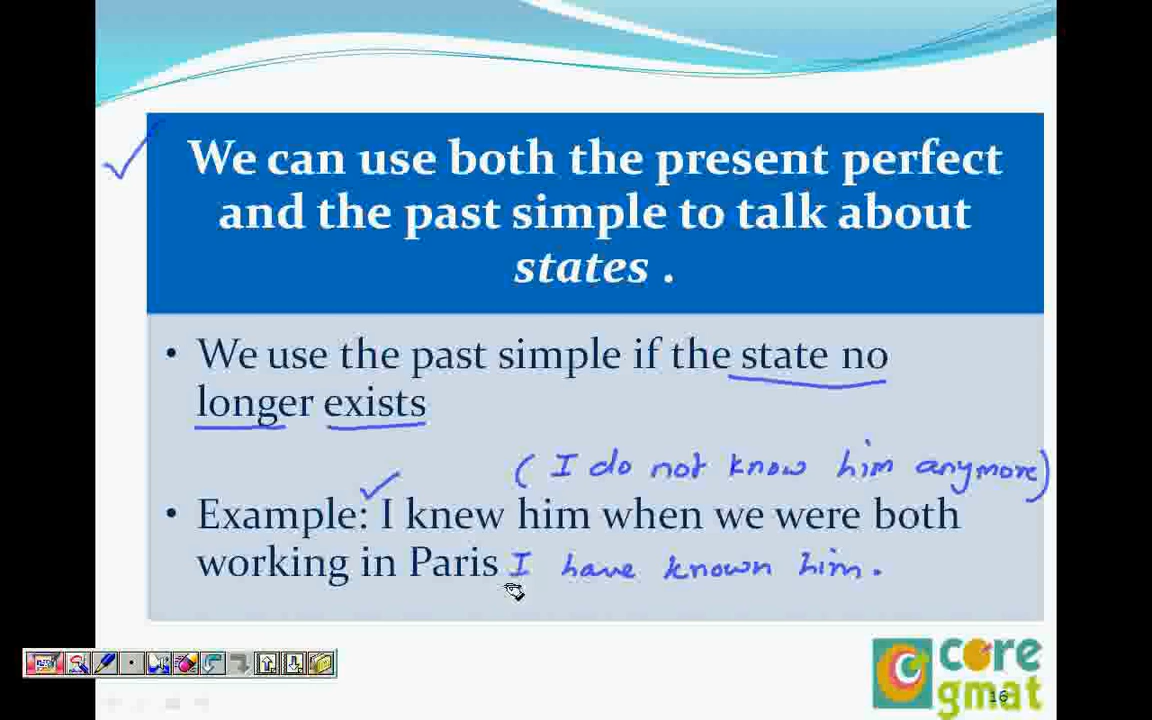 We can use both the present perfect
and the past simple to talk about
states .
• We use the past simple if the state no
longer exists
( I do not know him anymore)
• Example: I knew him when we were both
working in Paris I have known him.
core
gmat
16